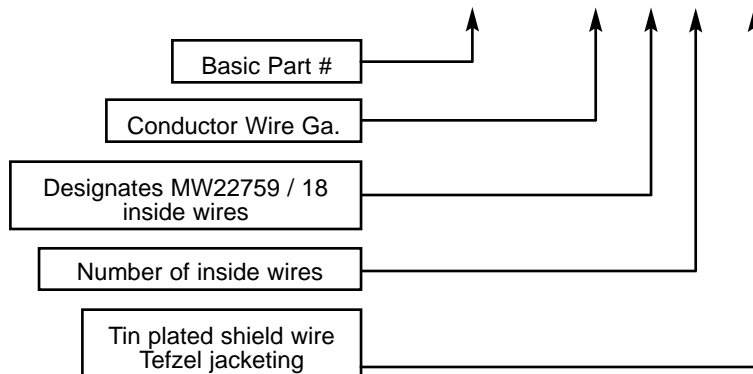 Basic Part #
Conductor Wire Ga.
Designates MW22759 / 18
inside wires
Number of inside wires
Tin plated shield wire
Tefzel jacketing